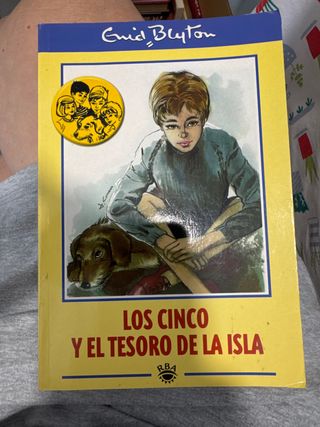 Enid Blyton
LOS CINCO
Y EL TESORO DE LA ISLA
RBA